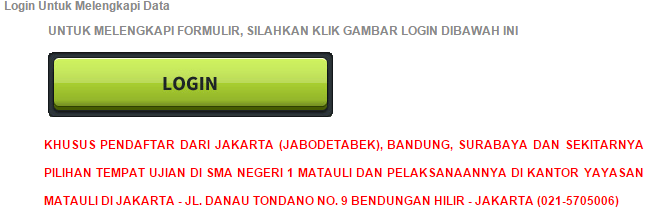 Login Untuk Melengkapi Data
UNTUK MELENGKAPI FORMULIR, SILAHKAN KLIK GAMBAR LOGIN DIBAWAH INI
LOGIN
KHUSUS PENDAFTAR DARI JAKARTA (JABODETABEK), BANDUNG, SURABAYA DAN SEKITARNYA
PILIHAN TEMPAT UJIAN DI SMA NEGERI 1 MATAULI DAN PELAKSANAANNYA DI KANTOR YAYASAN
MATAULI DI JAKARTA - JL. DANAU TONDANO NO. 9 BENDUNGAN HILIR - JAKARTA (021-5705006)